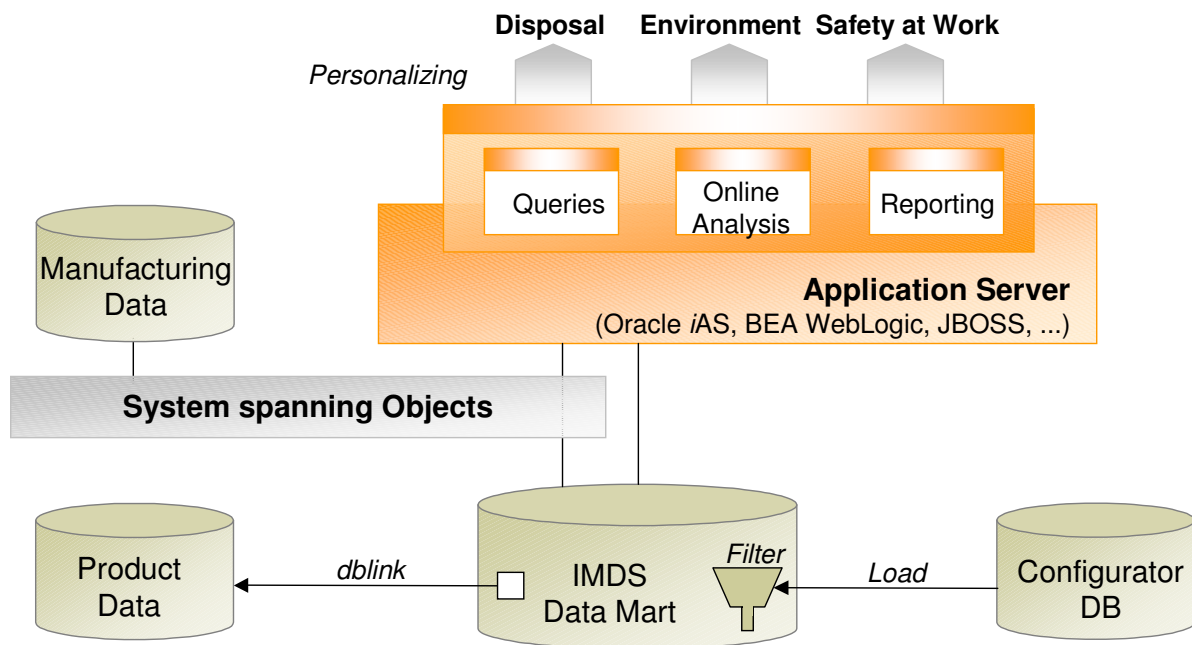 Disposal Environment Safety at Work
Personalizing
Queries
Online
Analysis
Reporting
Manufacturing
Data
Application Server
(Oracle iAS, BEA WebLogic, JBOSS, ...)
System spanning Objects
Product
Data
dblink
IMDS
Data Mart
Filter
Load
Configurator
DB